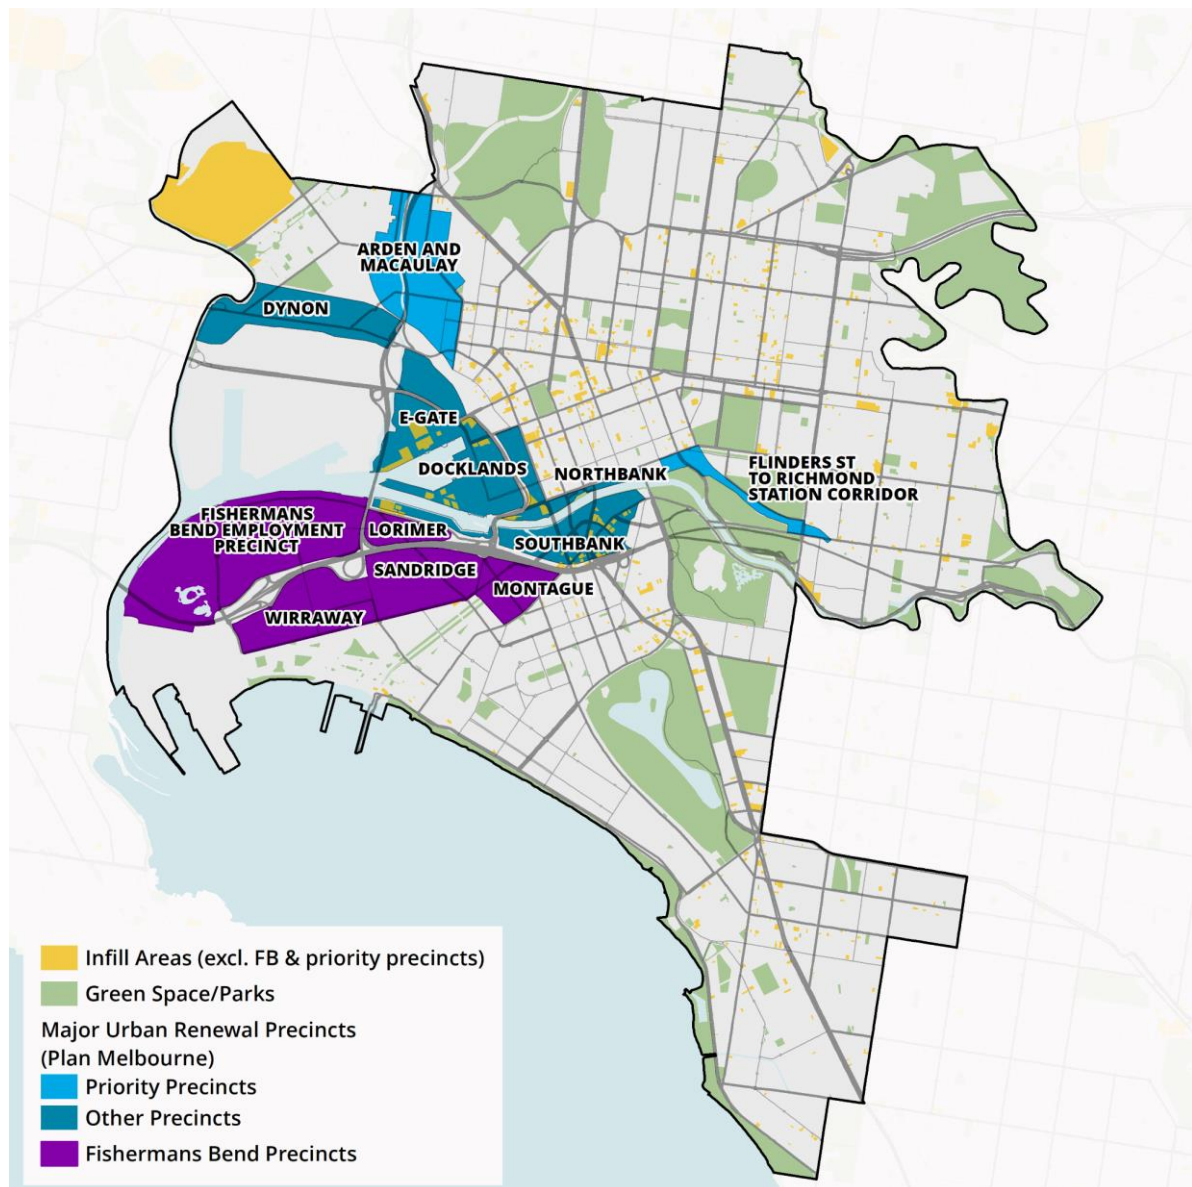 ARDEN AND
MACAULAY
DYNON
E-GATE
DOCKLANDS
NORTHBANK
FLINDERS ST
TO RICHMOND
STATION CORRIDOR
FISHERMANS
BEND EMPLOYMENT
PRECINCT
LORIMER
SOUTHBANK
SANDRIDGE
MONTAGUE
WIRRAWAY
Infill Areas (excl. FB & priority precincts)
Green Space/Parks
Major Urban Renewal Precincts
(Plan Melbourne)
Priority Precincts
Other Precincts
Fishermans Bend Precincts